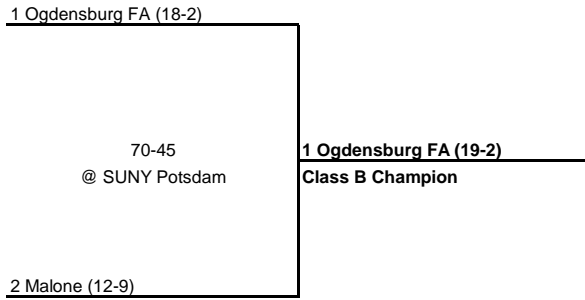 1 Ogdensburg FA (18-2)
70-45
@ SUNY Potsdam
1 Ogdensburg FA (19-2)
Class B Champion
2 Malone (12-9)